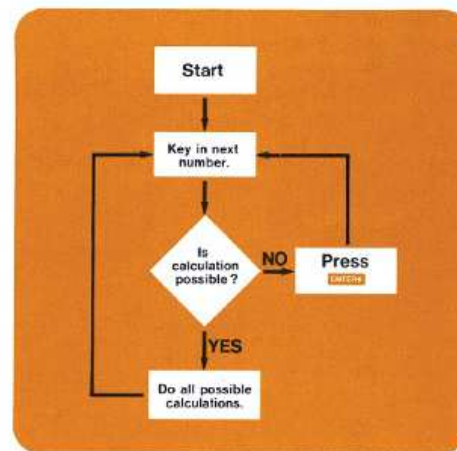 Start
Key in next
number.
Is
calculation
possible ?
NO
Press
ENTER↑
YES
Do all possible
calculations.